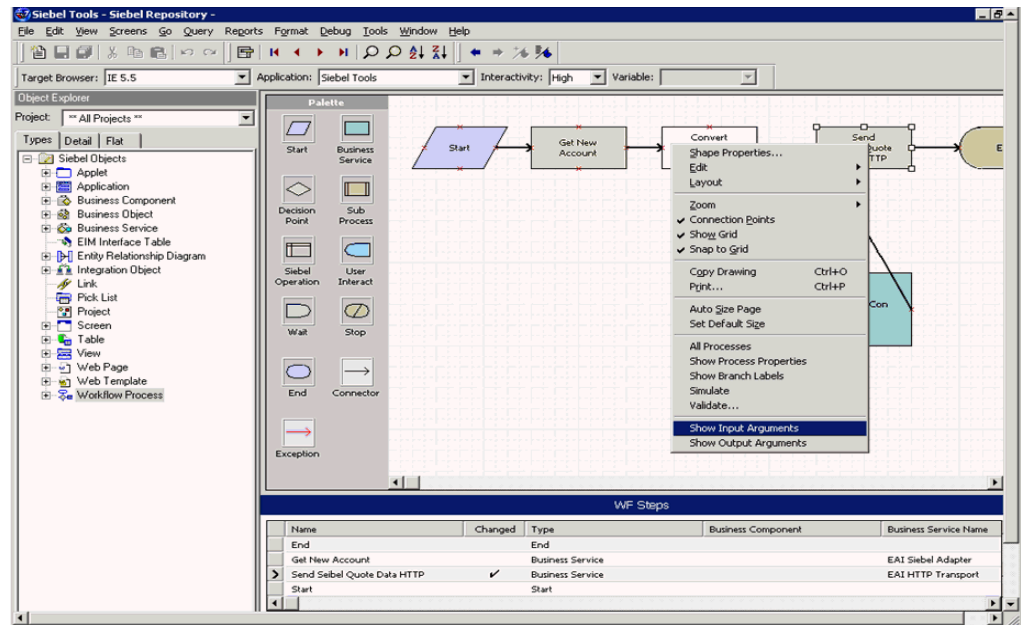 Siebel Tools - Siebel Repository -
File Edit View Screens Go Query Reports Format Debug Tools Window Help
Target Browser: IE 5.5 Application: Siebel Tools Interactivity: High Variable:
Object Explorer
Project: ** All Projects **
Types Detail Flat
Siebel Objects
Applet
Application
Business Component
Business Object
Business Service
EIM Interface Table
Entity Relationship Diagram
Integration Object
Link
Pick List
Project
Screen
Table
View
Web Page
Web Template
Workflow Process
Palette
Start
Business
Service
Decision
Point
Sub
Process
Siebel
Operation
User
Interact
Wait
Stop
End
Connector
Exception
Start
Get New
Account
Convert
Send
Quote
TTP
E
Con
Shape Properties...
Edit
Layout
Zoom
Connection Points
Show Grid
Snap to Grid
Copy Drawing Ctrl+O
Print... Ctrl+P
Auto Size Page
Set Default Size
All Processes
Show Process Properties
Show Branch Labels
Simulate
Validate...
Show Input Arguments
Show Output Arguments
WF Steps
Name Changed Type Business Component Business Service Name
End End
Get New Account Business Service EAI Siebel Adapter
Send Seibel Quote Data HTTP ✓ Business Service EAI HTTP Transport
Start Start